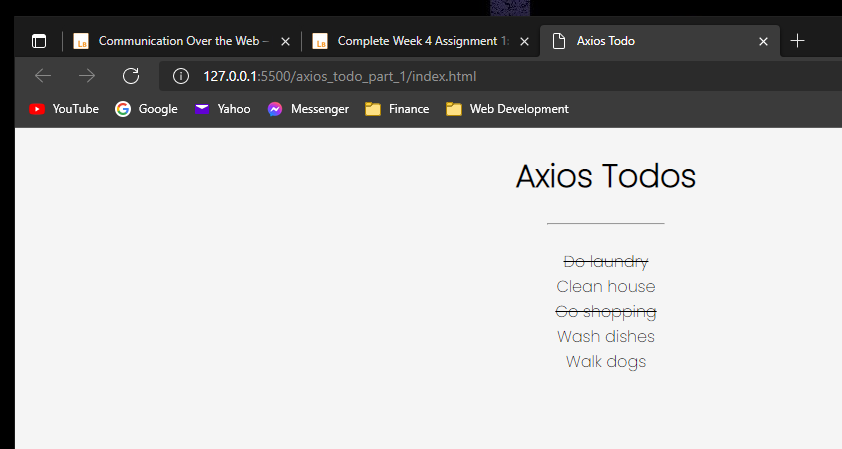 Communication Over the Web –
Complete Week 4 Assignment 1:
Axios Todo
127.0.0.1:5500/axios_todo_part_1/index.html
YouTube Google Yahoo Messenger Finance Web Development
Axios Todos
Do laundry
Clean house
Go shopping
Wash dishes
Walk dogs